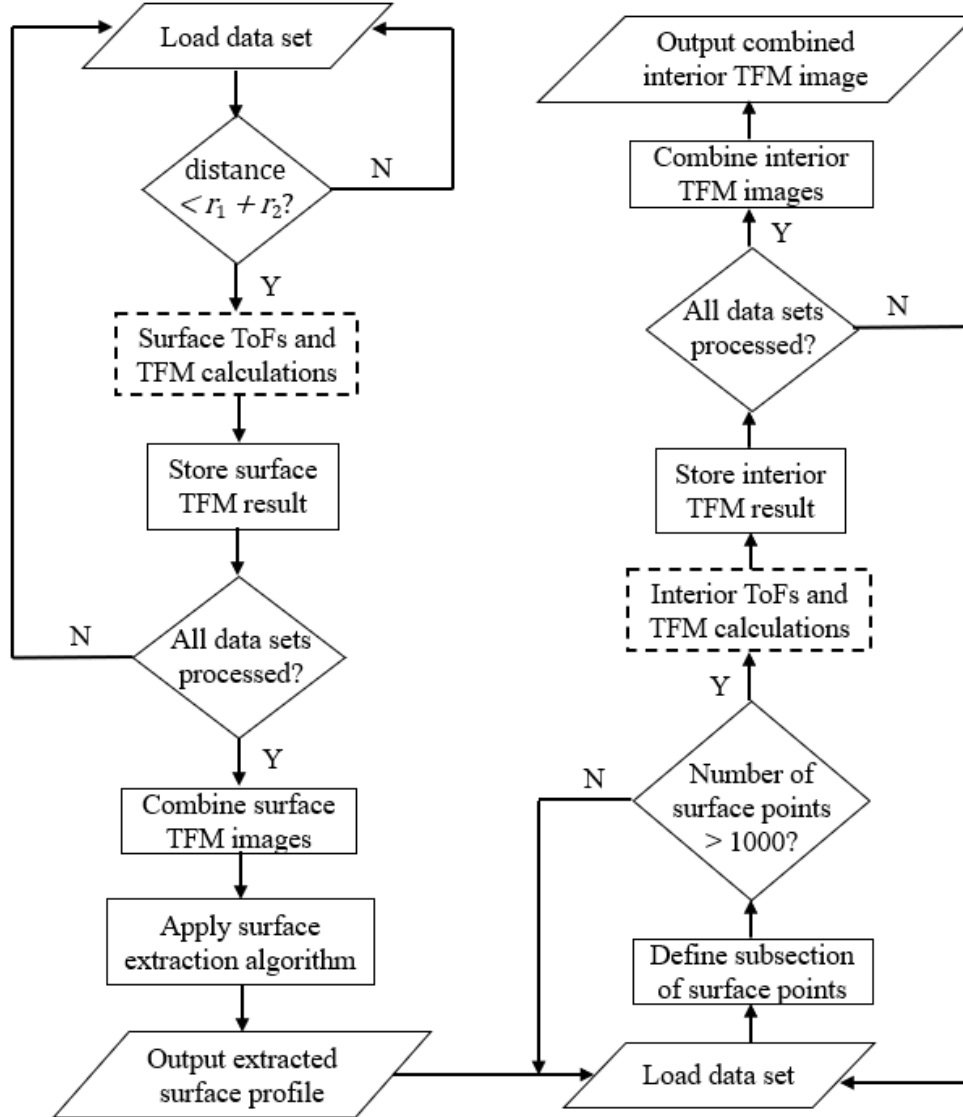 Load data set
distance
< r₁ + r₂?
N
Y
Surface ToFs and
TFM calculations
Store surface
TFM result
All data sets
processed?
N
Y
Combine surface
TFM images
Apply surface
extraction algorithm
Output extracted
surface profile
Load data set
Define subsection
of surface points
Number of
surface points
> 1000?
N
Y
Interior ToFs and
TFM calculations
Store interior
TFM result
All data sets
processed?
N
Y
Combine interior
TFM images
Output combined
interior TFM image